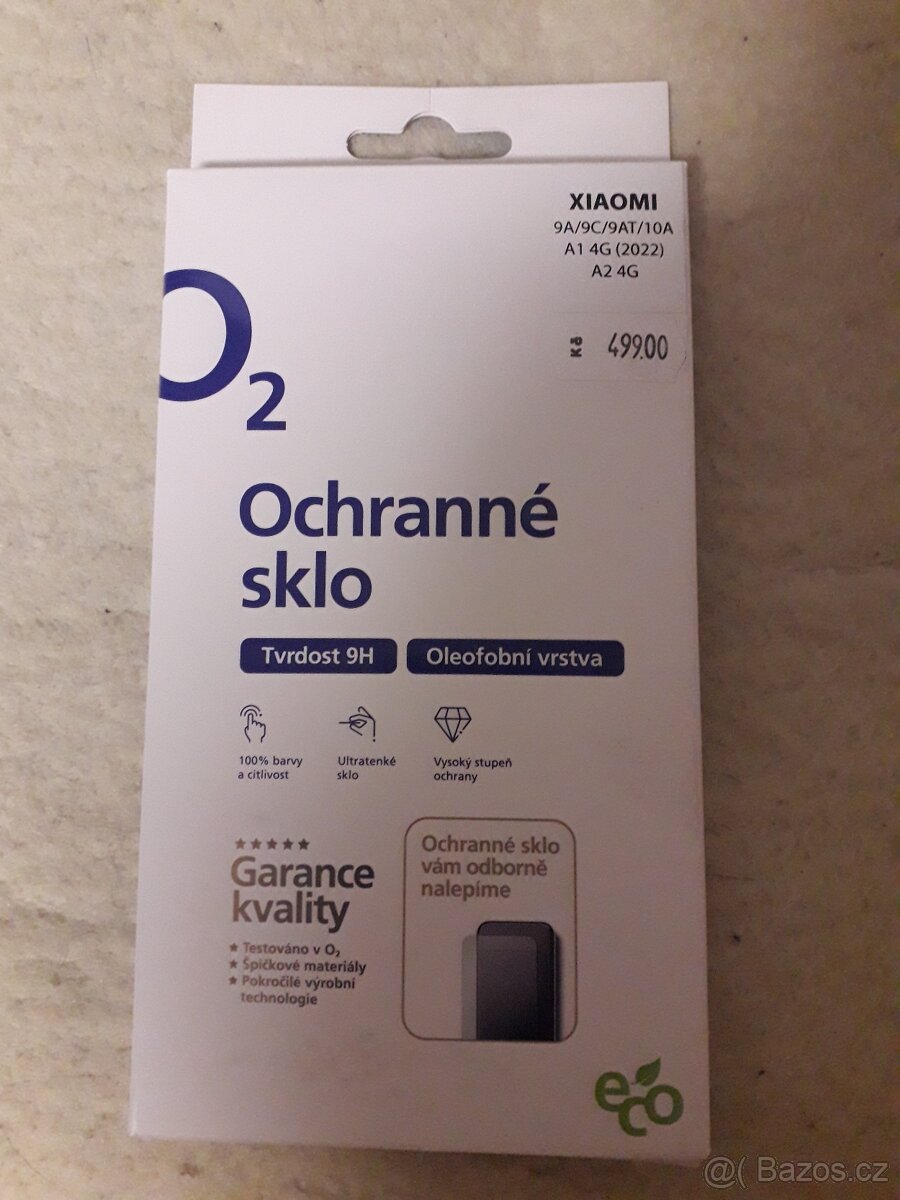 XIAOMI
9A/9C/9AT/10A
A1 4G (2022)
A2 4G
Kč 499.00
O2
Ochranné
sklo
Tvrdost 9H
Oleofobní vrstva
100% barvy
a citlivost
Ultratenké
sklo
Vysoký stupeň
ochrany
Garance
kvality
★ Testováno v O₂
★ Špičkové materiály
★ Pokročilé výrobní
technologie
Ochranné sklo
vám odborně
nalepíme
eco
@( Bazos.cz